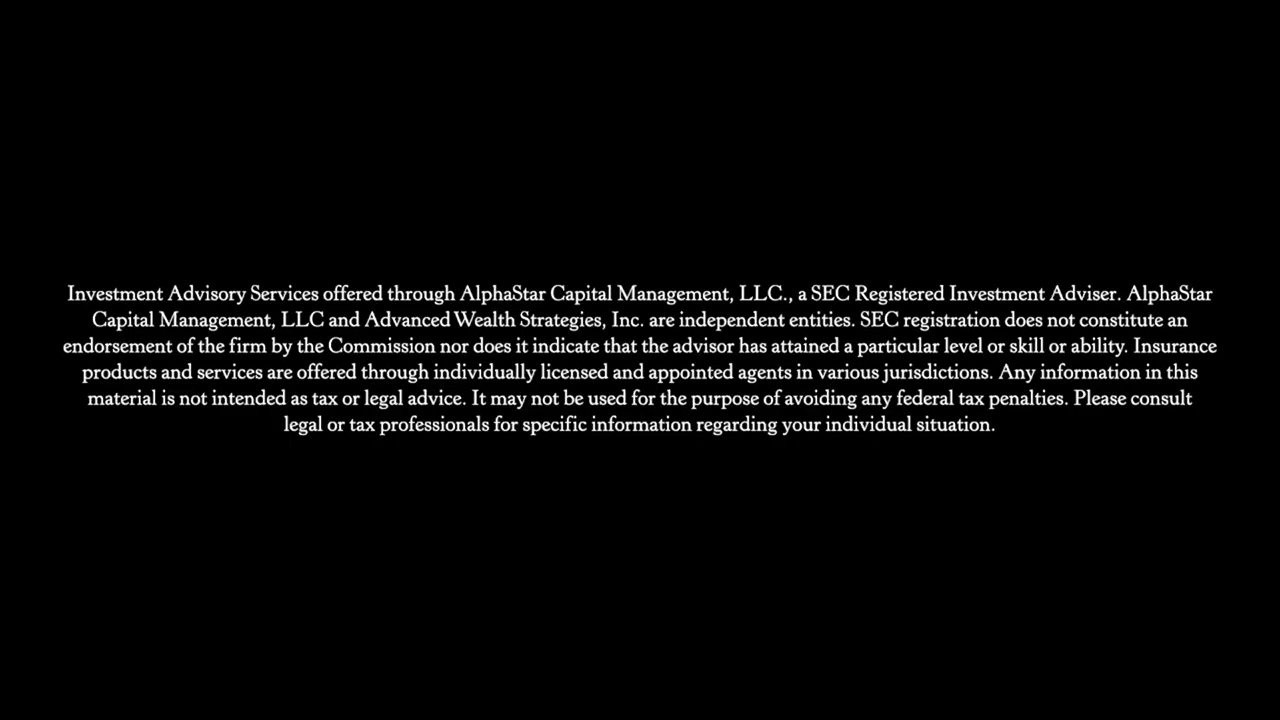 Investment Advisory Services offered through AlphaStar Capital Management, LLC., a SEC Registered Investment Adviser. AlphaStar
Capital Management, LLC and Advanced Wealth Strategies, Inc. are independent entities. SEC registration does not constitute an
endorsement of the firm by the Commission nor does it indicate that the advisor has attained a particular level or skill or ability. Insurance
products and services are offered through individually licensed and appointed agents in various jurisdictions. Any information in this
material is not intended as tax or legal advice. It may not be used for the purpose of avoiding any federal tax penalties. Please consult
legal or tax professionals for specific information regarding your individual situation.